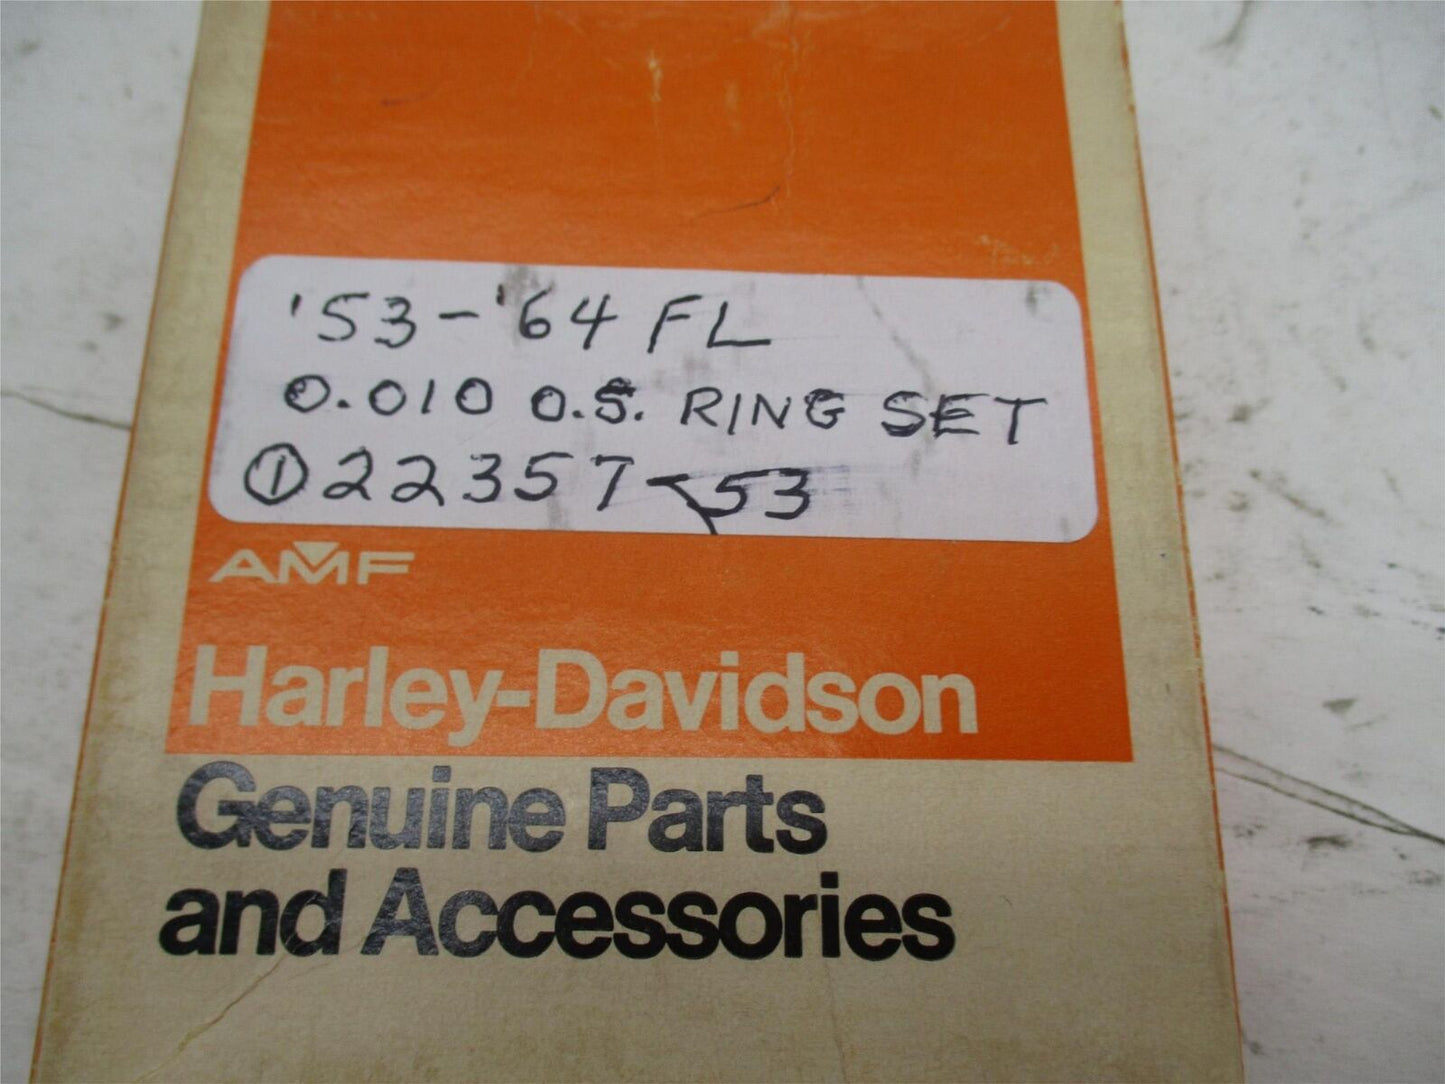 '53-'64 FL
0.010 O.S. RING SET
① 22357-53
AMF
Harley-Davidson
Genuine Parts
and Accessories